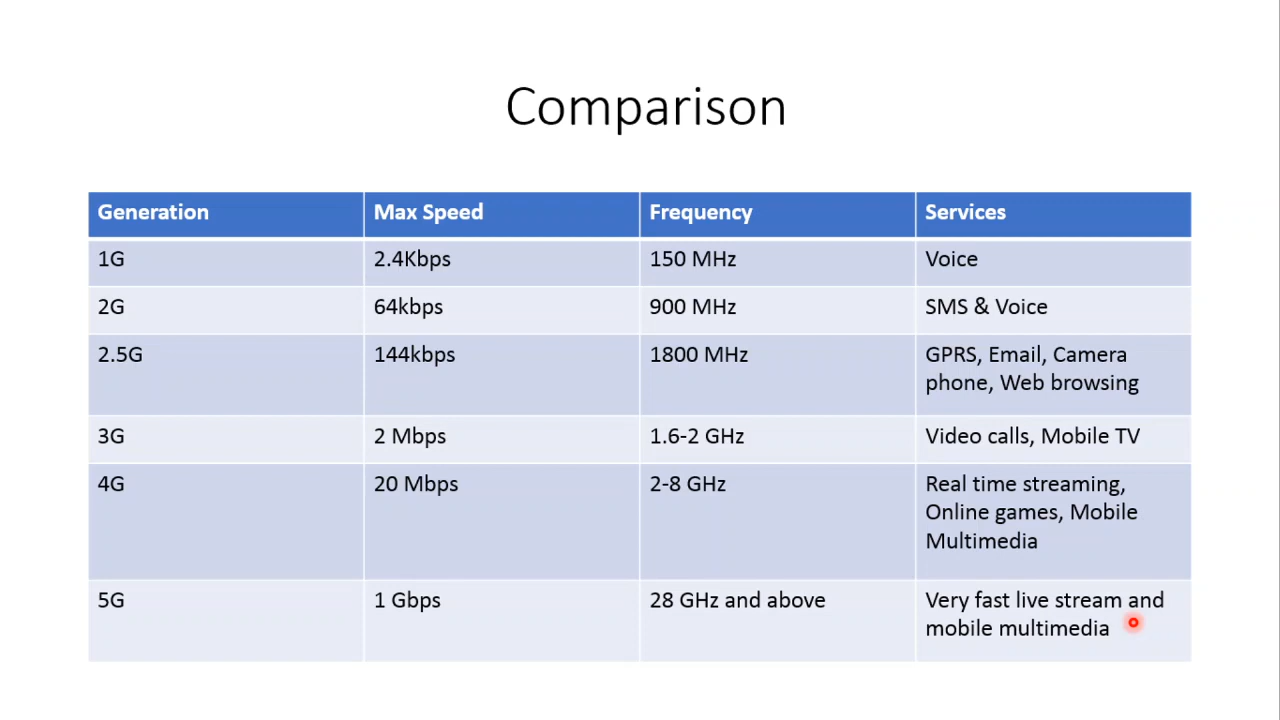 Comparison
Generation Max Speed Frequency Services
1G 2.4Kbps 150 MHz Voice
2G 64kbps 900 MHz SMS & Voice
2.5G 144kbps 1800 MHz GPRS, Email, Camera
phone, Web browsing
3G 2 Mbps 1.6-2 GHz Video calls, Mobile TV
4G 20 Mbps 2-8 GHz Real time streaming,
Online games, Mobile
Multimedia
5G 1 Gbps 28 GHz and above Very fast live stream and
mobile multimedia